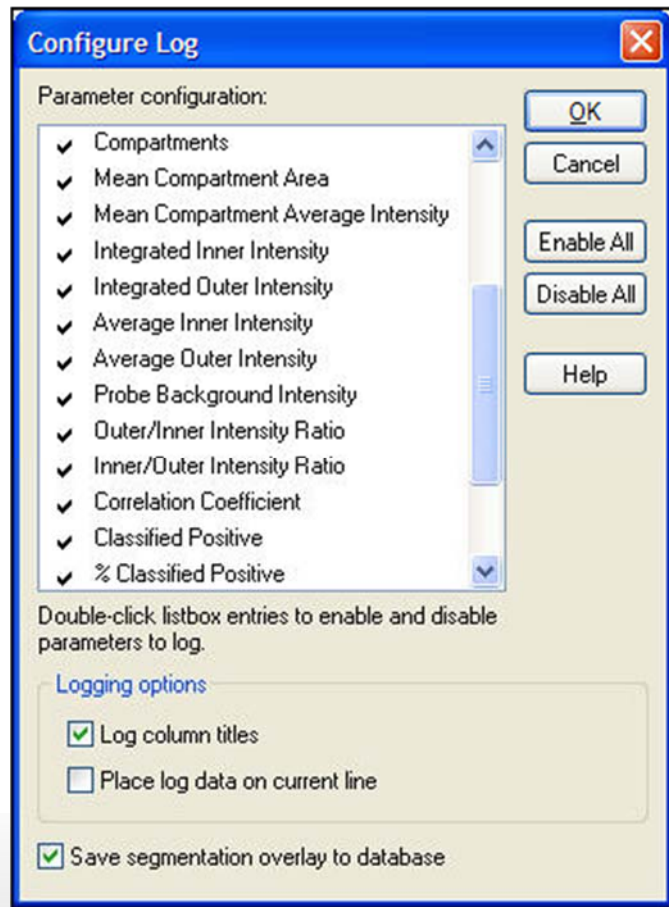 Configure Log
Parameter configuration:
Compartments
Mean Compartment Area
Mean Compartment Average Intensity
Integrated Inner Intensity
Integrated Outer Intensity
Average Inner Intensity
Average Outer Intensity
Probe Background Intensity
Outer/Inner Intensity Ratio
Inner/Outer Intensity Ratio
Correlation Coefficient
Classified Positive
% Classified Positive
OK
Cancel
Enable All
Disable All
Help
Double-click listbox entries to enable and disable
parameters to log.
Logging options
Log column titles
Place log data on current line
Save segmentation overlay to database